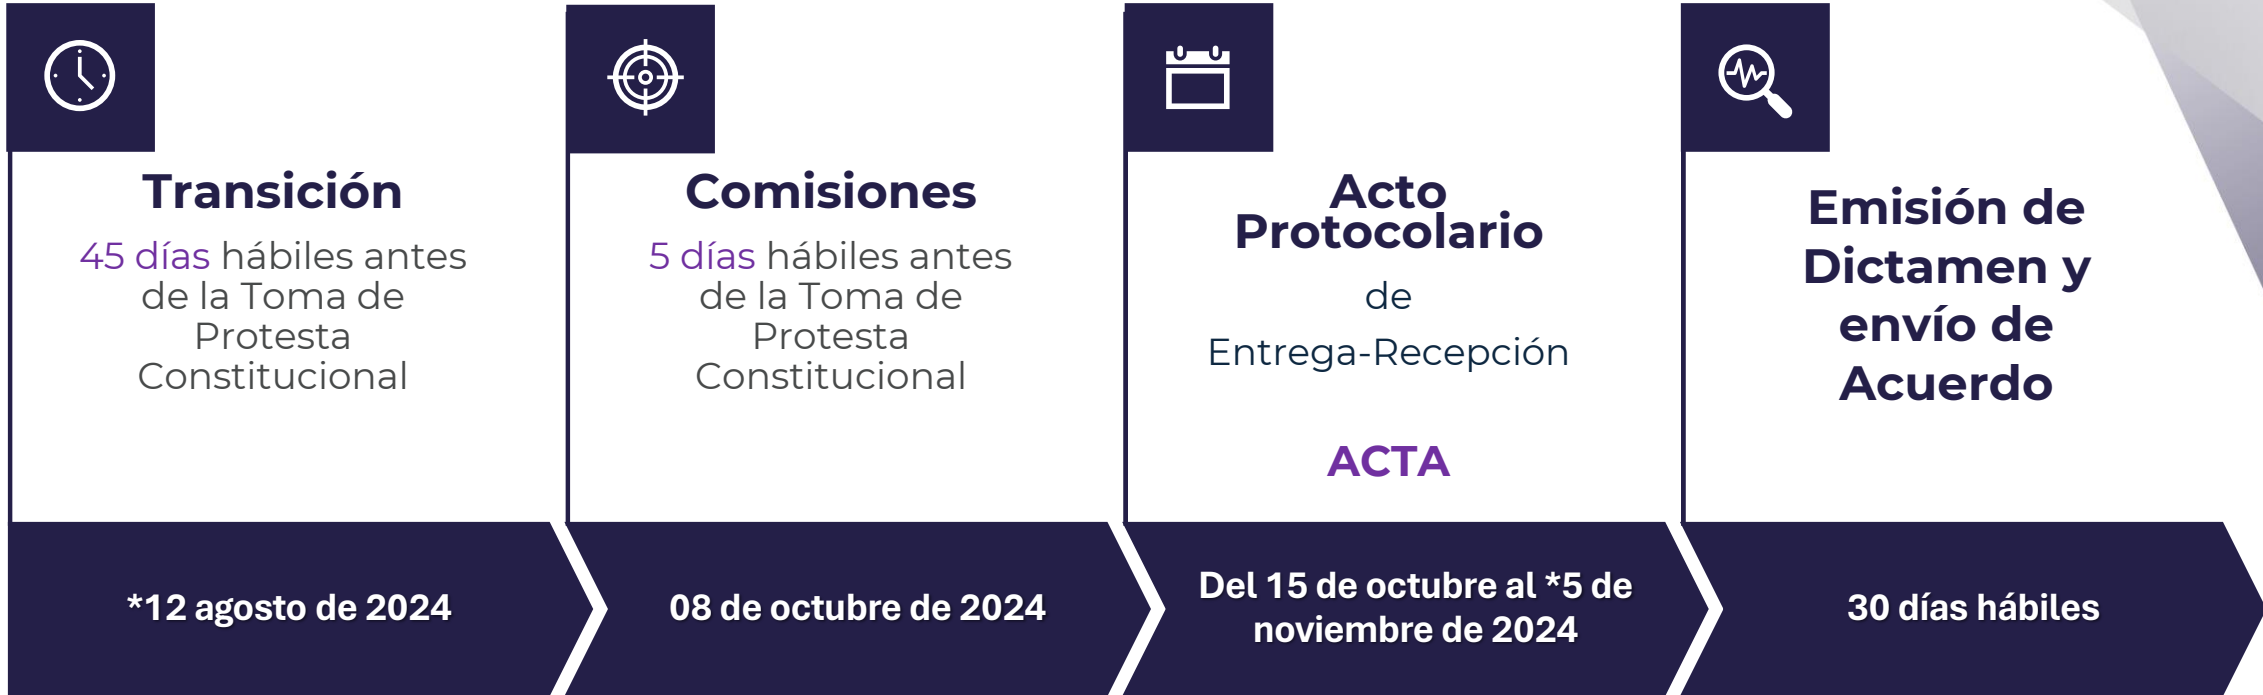 Transición
45 días hábiles antes
de la Toma de
Protesta
Constitucional
*12 agosto de 2024
Comisiones
5 días hábiles antes
de la Toma de
Protesta
Constitucional
08 de octubre de 2024
Acto
Protocolario
de
Entrega-Recepción
ACTA
Del 15 de octubre al *5 de
noviembre de 2024
Emisión de
Dictamen y
envío de
Acuerdo
30 días hábiles